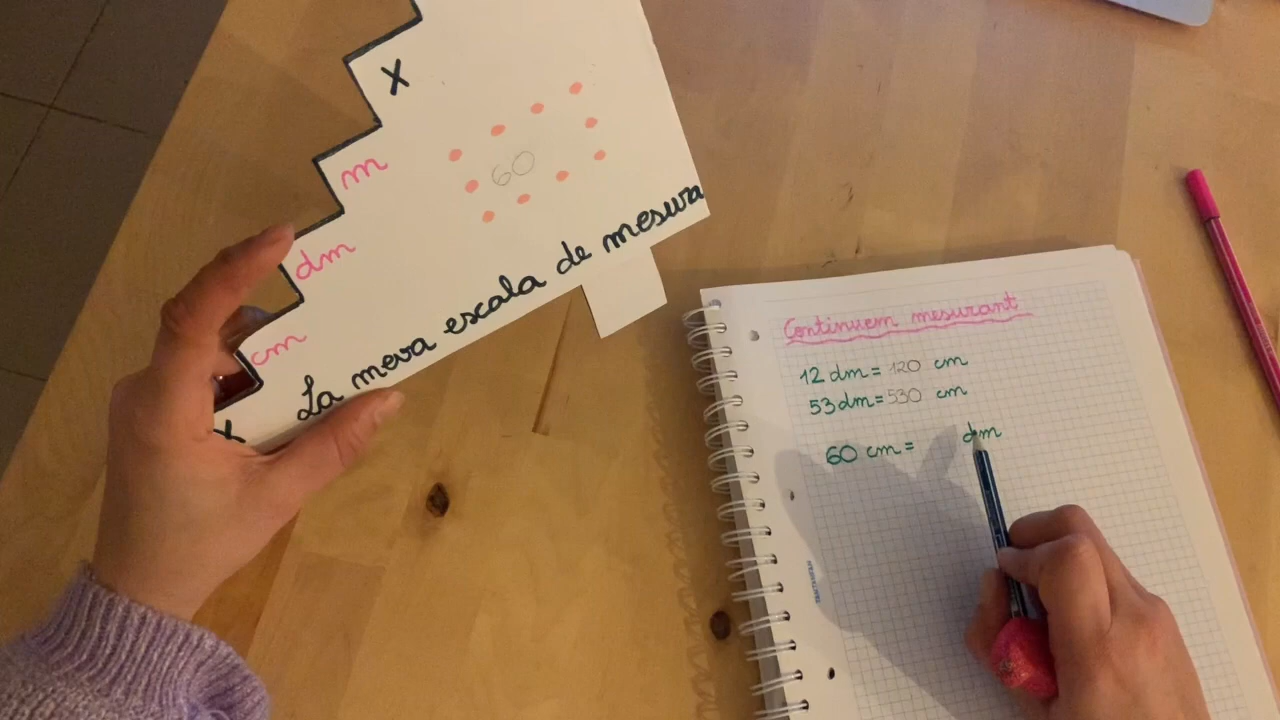 X
m
dm
cm
60
La meva escala de mesura
Continuem mesurant
12 dm = 120 cm
53 dm = 530 cm
60 cm = dm